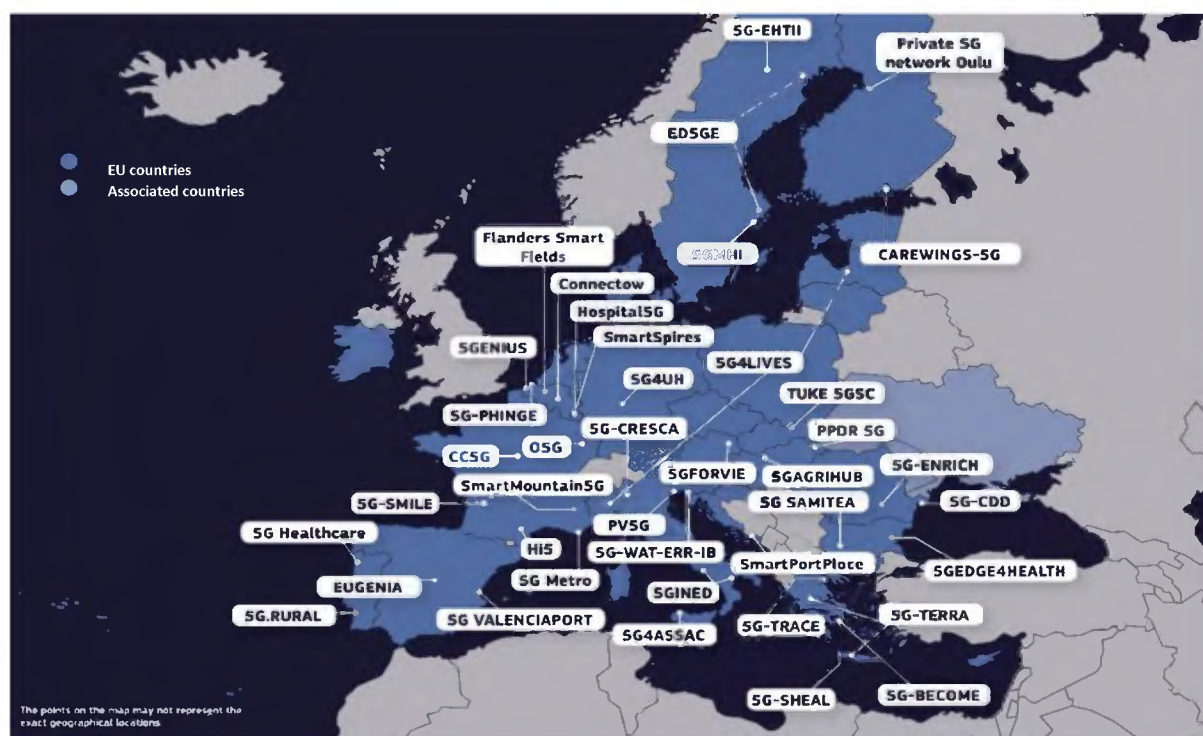 5G-EHTII
Private 5G
network Oulu
ED5GE
EU countries
Associated countries
Flanders Smart
Fields
5GMHI
CAREWINGS-5G
Connectow
Hospital5G
SmartSpires
5GENIUS
5G4LIVES
5G4UH
TUKE 5GSC
5G-PHINGE
5G-CRESCA
PPDR 5G
O5G
CC5G
5GFORVIE
5GAGRIHUB
5G-ENRICH
SmartMountain5G
5G-SMILE
5G SAMITEA
5G-CDD
PV5G
5G Healthcare
Hi5
5G-WAT-ERR-IB
SmartPortPloce
5GEDGE4HEALTH
EUGENIA
5G Metro
5GINED
5G.RURAL
5G VALENCIAPORT
5G4ASSAC
5G-TRACE
5G-TERRA
5G-SHEAL
5G-BECOME
The points on the map may not represent the
exact geographical locations